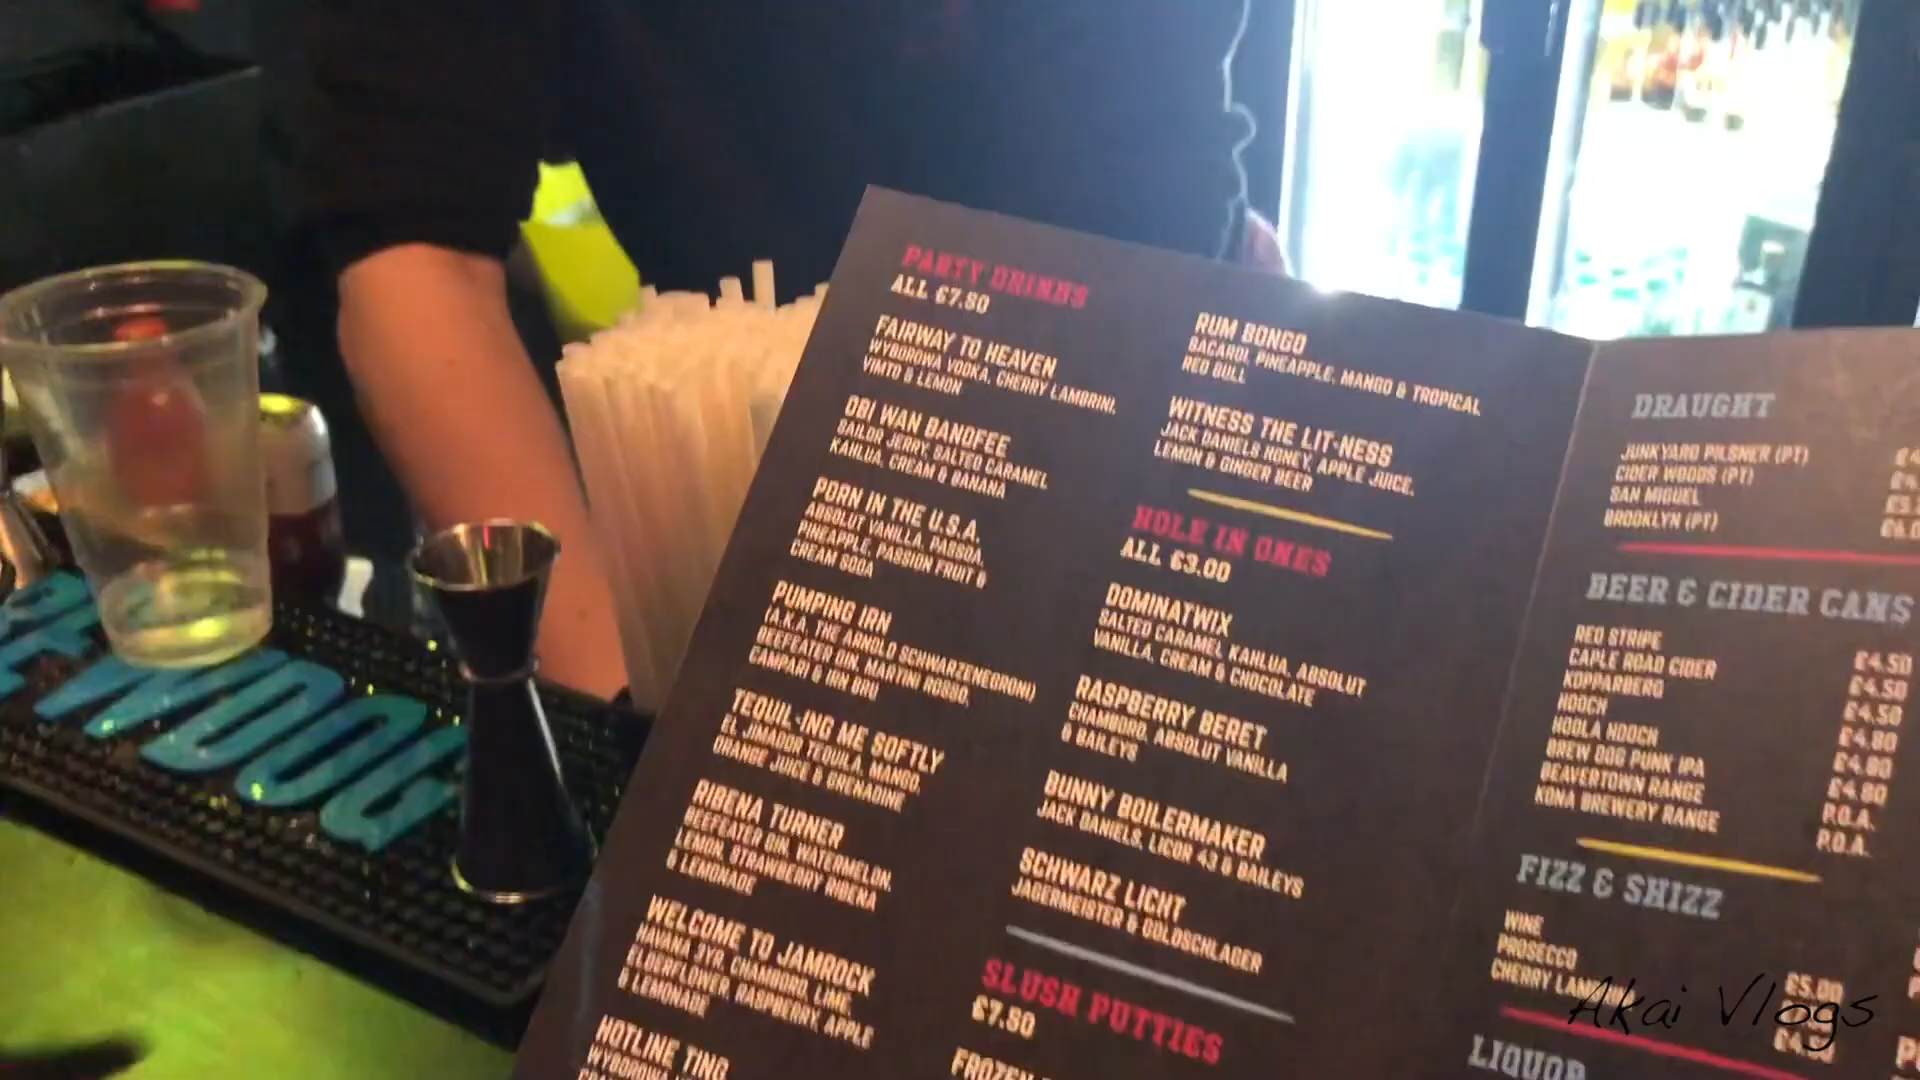 PARTY DRINKS
ALL £7.50
FAIRWAY TO HEAVEN
WYBOROWA VODKA, CHERRY LAMBRINI,
VIMTO & LEMON
OBI WAN BANOFEE
SAILOR JERRY, SALTED CARAMEL
KAHLUA, CREAM & BANANA
PORN IN THE U.S.A.
ABSOLUT VANILLA, PASSOA,
PINEAPPLE, PASSION FRUIT &
CREAM SODA
PUMPING IRN
(A.K.A. THE ARNOLD SCHWARZENEGRONI)
BEEFEATER GIN, MARTINI ROSSO,
CAMPARI & IRN BRU
TEQUIL-ING ME SOFTLY
EL JIMADOR TEQUILA, MANGO,
ORANGE JUICE & GRENADINE
RIBENA TURNER
BEEFEATER GIN, WATERMELON,
LEMON, STRAWBERRY RIBENA
& LEMONADE
WELCOME TO JAMROCK
HAVANA 3YR, CHAMBORD, LIME,
ELDERFLOWER, RASPBERRY, APPLE
& LEMONADE
HOTLINE TING
WYBOROWA
RUM BONGO
BACARDI, PINEAPPLE, MANGO & TROPICAL
RED BULL
WITNESS THE LIT-NESS
JACK DANIELS HONEY, APPLE JUICE,
LEMON & GINGER BEER
HOLE IN ONES
ALL £3.00
DOMINATWIX
SALTED CARAMEL KAHLUA, ABSOLUT
VANILLA, CREAM & CHOCOLATE
RASPBERRY BERET
CHAMBORD, ABSOLUT VANILLA
& BAILEYS
BUNNY BOILERMAKER
JACK DANIELS, LICOR 43 & BAILEYS
SCHWARZ LICHT
JAGERMEISTER & GOLDSCHLAGER
SLUSH PUTTIES
£7.50
FROZEN
DRAUGHT
JUNKYARD PILSNER (PT)
CIDER WOODS (PT)
SAN MIGUEL
BROOKLYN (PT)
BEER & CIDER CANS
RED STRIPE £4.50
CAPLE ROAD CIDER £4.50
KOPPARBERG £4.50
HOOCH £4.80
HOOLA HOOCH £4.80
BREW DOG PUNK IPA £4.80
BEAVERTOWN RANGE P.O.A.
KONA BREWERY RANGE P.O.A.
FIZZ & SHIZZ
WINE £5.00
PROSECCO
CHERRY
LIQUOR
Akai Vlogs